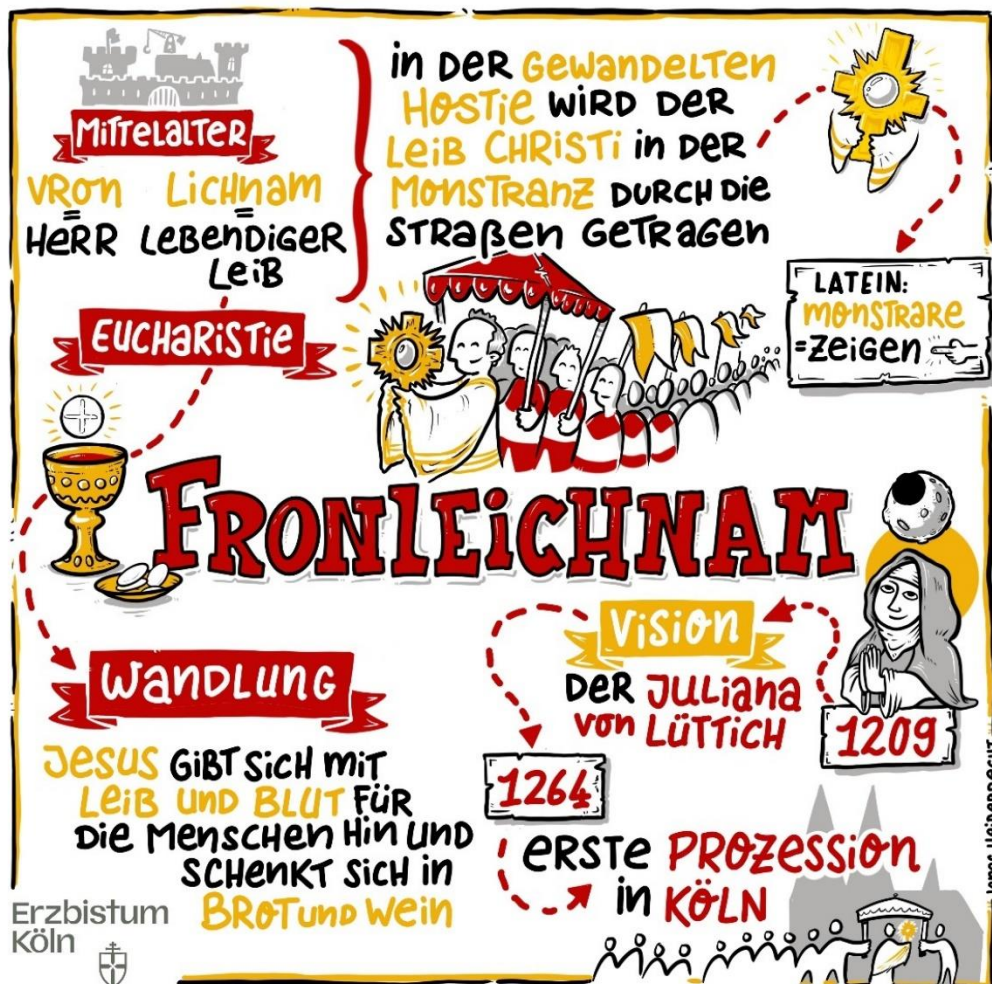 MITTELALTER
VRON LICHNAM
= =
HERR LEBENDIGER
LEIB
IN DER GEWANDELTEN
HOSTIE WIRD DER
LEIB CHRISTI IN DER
MONSTRANZ DURCH DIE
STRAßEN GETRAGEN
LATEIN:
MONSTRARE
=ZEIGEN
EUCHARISTIE
FRONLEICHNAM
WANDLUNG
JESUS GIBT SICH MIT
LEIB UND BLUT FÜR
DIE MENSCHEN HIN UND
SCHENKT SICH IN
BROT UND WEIN
VISION
DER JULIANA
VON LÜTTICH
1209
1264
ERSTE PROZESSION
IN KÖLN
Erzbistum
Köln